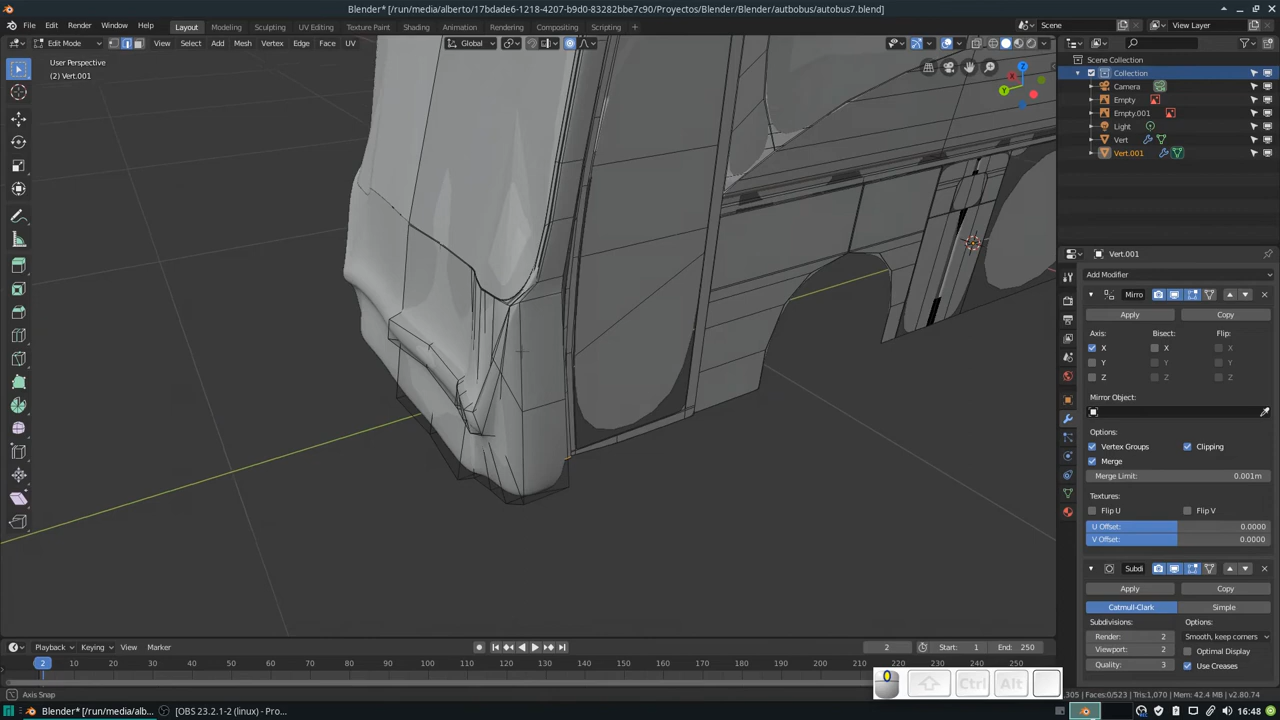 Blender* [/run/media/alberto/17bdade6-1218-4207-b9d0-83282bbe7c90/Proyectos/Blender/Blender/autbobus/autobus7.blend]
File Edit Render Window Help Layout Modeling Sculpting UV Editing Texture Paint Shading Animation Rendering Compositing Scripting + Scene View Layer
Edit Mode View Select Add Mesh Vertex Edge Face UV Global
User Perspective
(2) Vert.001
Scene Collection
Collection
Camera
Empty
Empty.001
Light
Vert
Vert.001
Vert.001
Add Modifier
Mirro
Apply Copy
Axis: Bisect: Flip:
X X X
Y Y Y
Z Z Z
Mirror Object:
Options:
Vertex Groups Clipping
Merge
Merge Limit: 0.001m
Textures:
Flip U Flip V
U Offset: 0.0000
V Offset: 0.0000
Subdi
Apply Copy
Catmull-Clark Simple
Subdivisions: Options:
Render: 2 Smooth, keep corners
Viewport: 2 Optimal Display
Quality: 3 Use Creases
Playback Keying View Marker 2 Start: 1 End: 250
2 10 20 30 40 50 60 70 80 90 100 110 120 130 140 150 160 170 180 190 200 210 220 230 240 250
Ctrl Alt
Axis Snap
,305 | Faces:0/523 | Tris:1,070 | Mem: 42.4 MB | v2.80.74
Blender* [/run/media/alb... [OBS 23.2.1-2 (linux) - Pro... 16:48